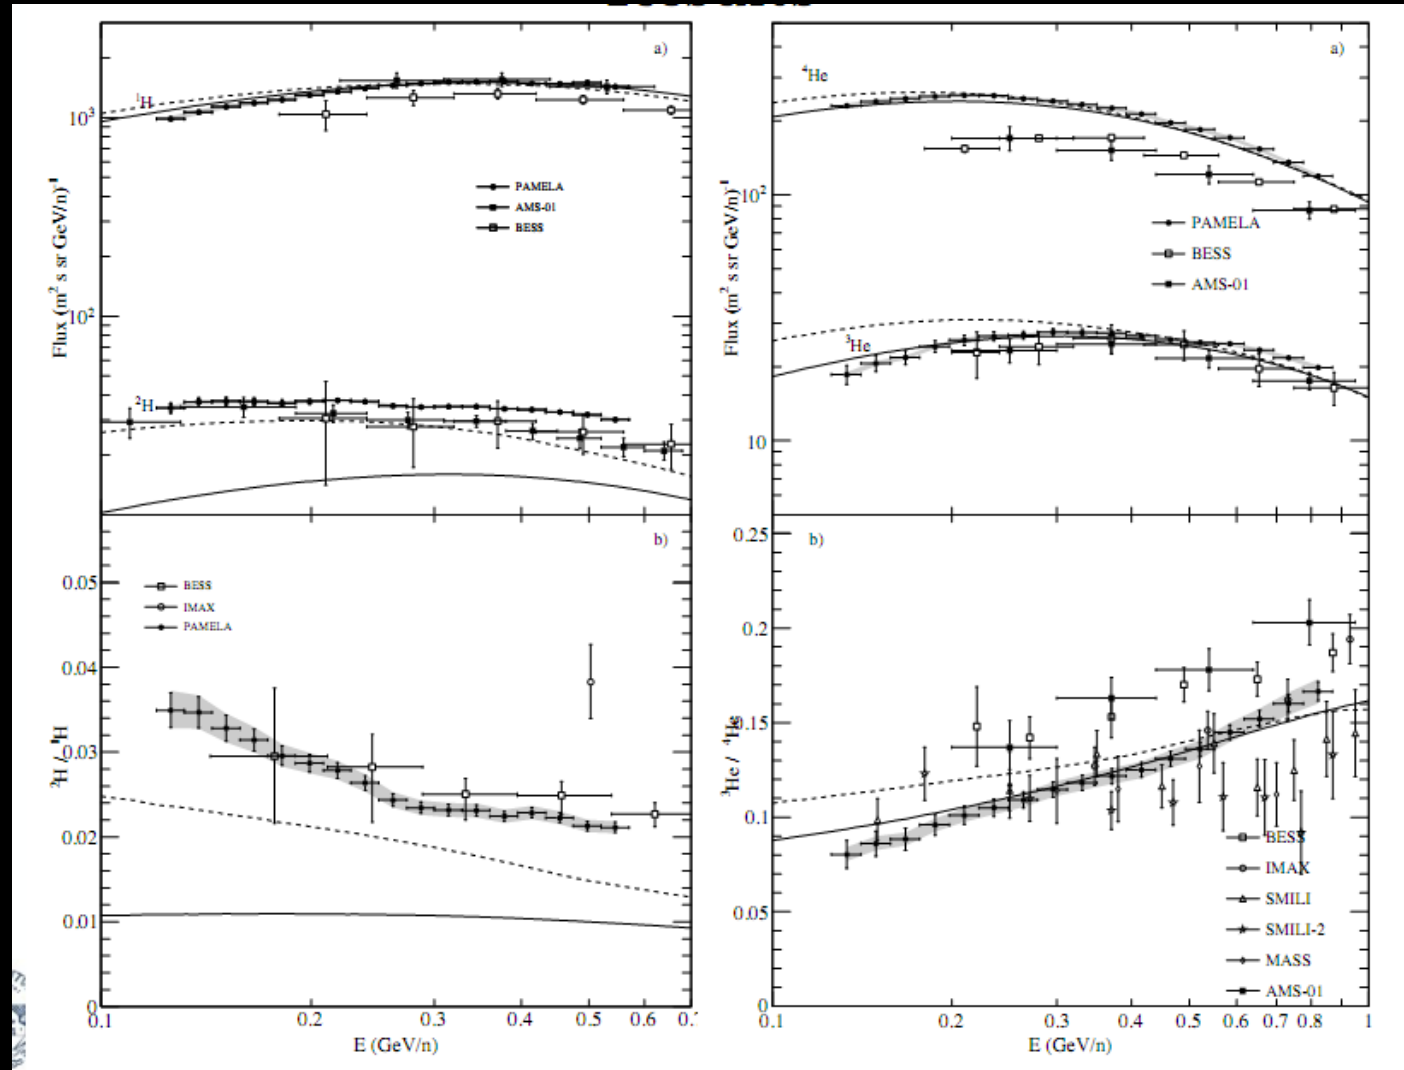 a)
¹H
10³
PAMELA
AMS-01
BESS
Flux (m² s sr GeV/n)⁻¹
10²
²H
b)
0.05
BESS
IMAX
PAMELA
0.04
²H / ¹H
0.03
0.02
0.01
0
0.1 0.2 0.3 0.4 0.5 0.6 0.
E (GeV/n)
a)
⁴He
10²
PAMELA
BESS
AMS-01
Flux (m² s sr GeV/n)⁻¹
³He
10
0.25
b)
0.2
³He / ⁴He
0.15
0.1
BESS
IMAX
SMILI
0.05
SMILI-2
MASS
AMS-01
0
0.1 0.2 0.3 0.4 0.5 0.6 0.7 0.8 1
E (GeV/n)